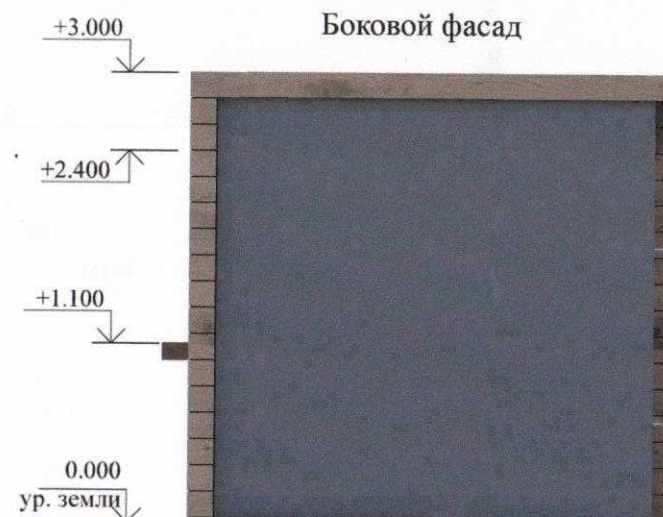 Боковой фасад
+3.000
+2.400
+1.100
0.000
ур. земли